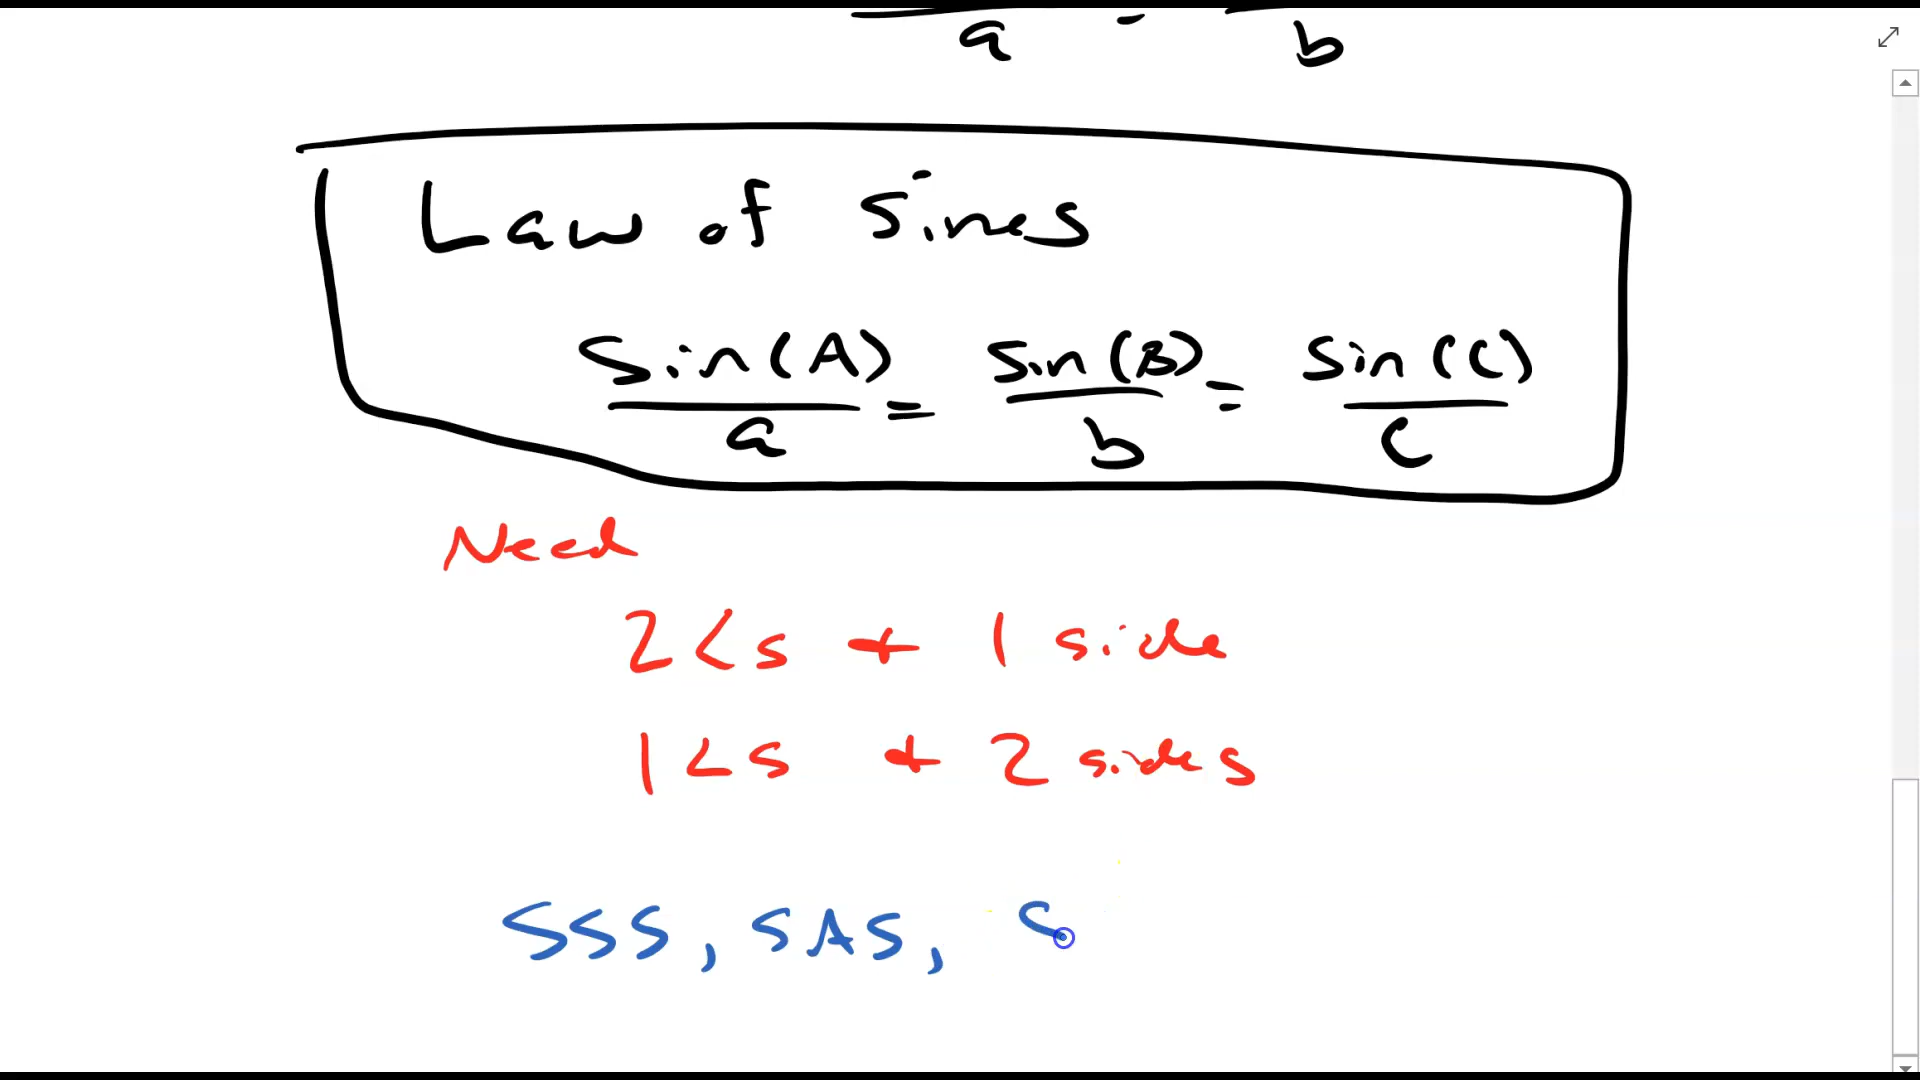 a = b
Law of Sines
sin(A)/a = sin(B)/b = sin(C)/c
Need
2<s + 1 side
1<s + 2 sides
SSS, SAS, S